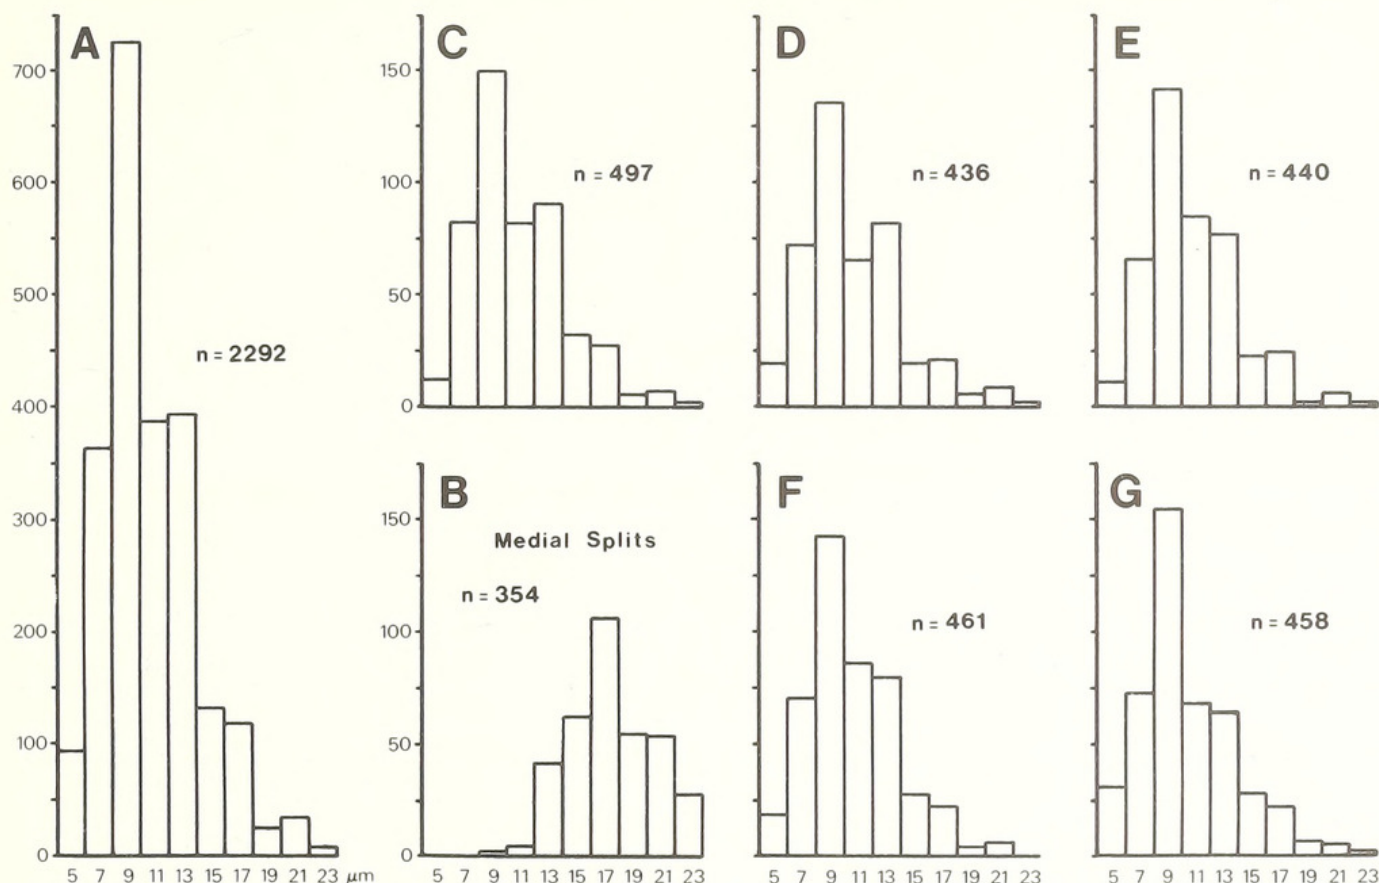 A
700
600
500
400
300
200
100
0
n = 2292
5 7 9 11 13 15 17 19 21 23 µm
C
150
100
50
0
n = 497
D
n = 436
E
n = 440
B
Medial Splits
n = 354
150
100
50
0
5 7 9 11 13 15 17 19 21 23
F
n = 461
5 7 9 11 13 15 17 19 21 23
G
n = 458
5 7 9 11 13 15 17 19 21 23